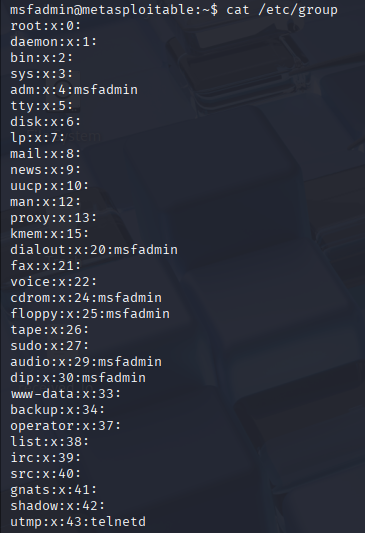 msfadmin@metasploitable:~$ cat /etc/group
root:x:0:
daemon:x:1:
bin:x:2:
sys:x:3:
adm:x:4:msfadmin
tty:x:5:
disk:x:6:
lp:x:7:
mail:x:8:
news:x:9:
uucp:x:10:
man:x:12:
proxy:x:13:
kmem:x:15:
dialout:x:20:msfadmin
fax:x:21:
voice:x:22:
cdrom:x:24:msfadmin
floppy:x:25:msfadmin
tape:x:26:
sudo:x:27:
audio:x:29:msfadmin
dip:x:30:msfadmin
www-data:x:33:
backup:x:34:
operator:x:37:
list:x:38:
irc:x:39:
src:x:40:
gnats:x:41:
shadow:x:42:
utmp:x:43:telnetd